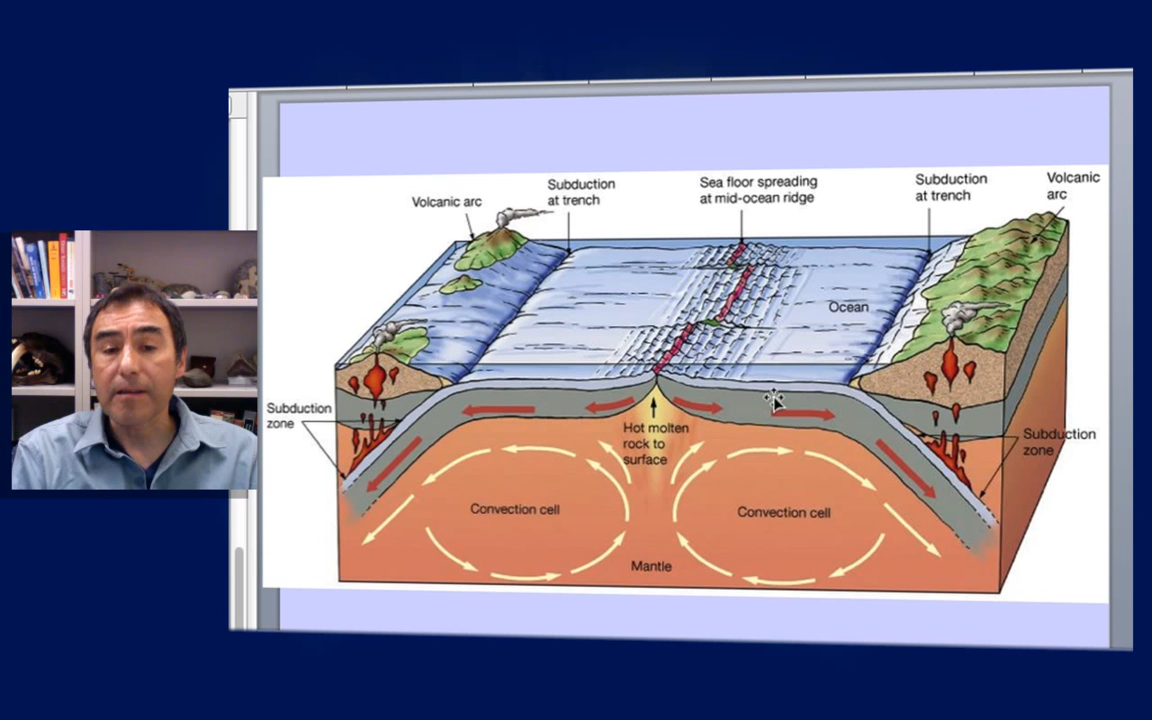 Volcanic arc
Subduction
at trench
Sea floor spreading
at mid-ocean ridge
Subduction
at trench
Volcanic
arc
Ocean
Subduction
zone
Hot molten
rock to
surface
Subduction
zone
Convection cell
Convection cell
Mantle